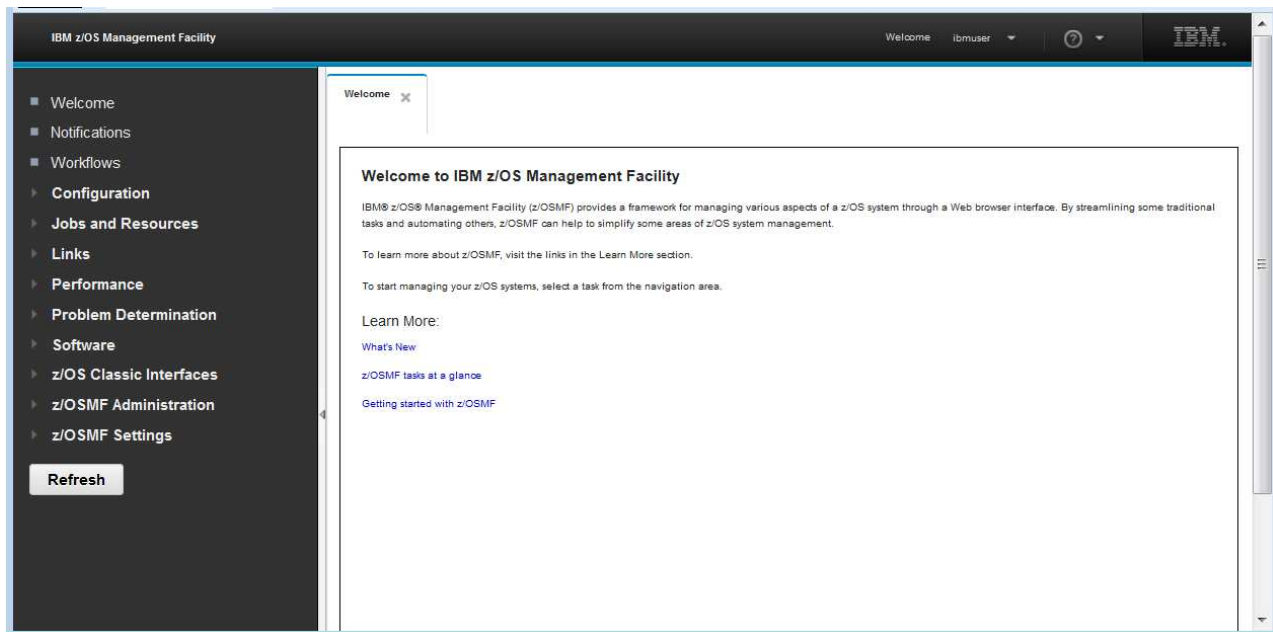 IBM z/OS Management Facility
Welcome ibmuser
?
IBM.
Welcome
Notifications
Workflows
Configuration
Jobs and Resources
Links
Performance
Problem Determination
Software
z/OS Classic Interfaces
z/OSMF Administration
z/OSMF Settings
Refresh
Welcome
Welcome to IBM z/OS Management Facility
IBM® z/OS® Management Facility (z/OSMF) provides a framework for managing various aspects of a z/OS system through a Web browser interface. By streamlining some traditional
tasks and automating others, z/OSMF can help to simplify some areas of z/OS system management.
To learn more about z/OSMF, visit the links in the Learn More section.
To start managing your z/OS systems, select a task from the navigation area.
Learn More:
What's New
z/OSMF tasks at a glance
Getting started with z/OSMF